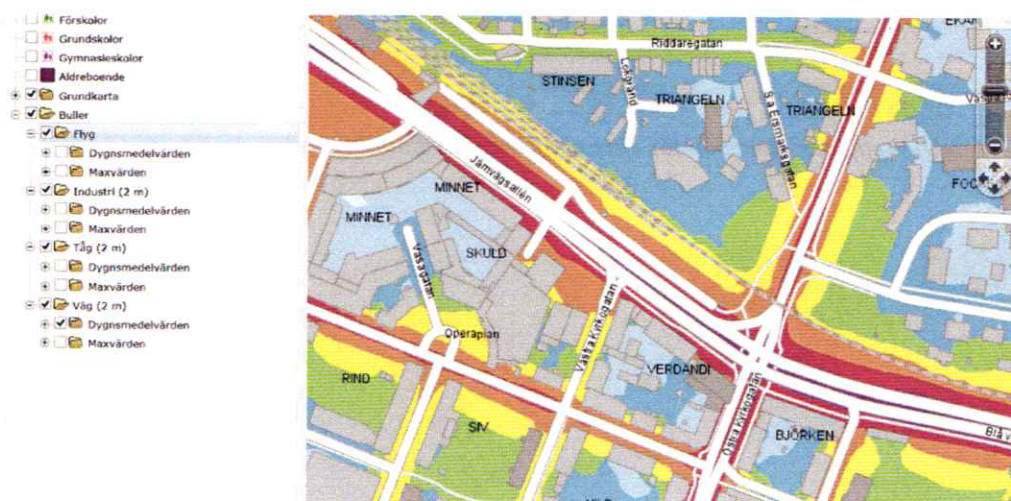 Förskolor
Grundskolor
Gymnasieskolor
Äldreboende
Grundkarta
Buller
Flyg
Dygnsmedelvärden
Maxvärden
Industri (2 m)
Dygnsmedelvärden
Maxvärden
Tåg (2 m)
Dygnsmedelvärden
Maxvärden
Väg (2 m)
Dygnsmedelvärden
Maxvärden
Riddaregatan
STINSEN
Lokgränd
TRIANGELN
TRIANGELN
Järnvägsallén
MINNET
MINNET
SKULD
Vasagatan
Operaplan
Västra Kyrkogatan
RIND
VERDANDI
SIV
Östra Kyrkogatan
BJÖRKEN